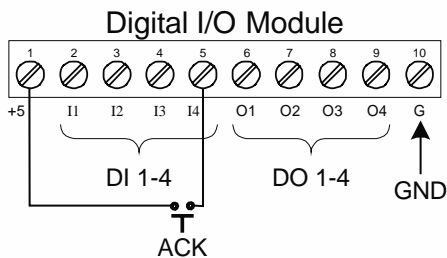 Digital I/O Module
1 2 3 4 5 6 7 8 9 10
+5 I1 I2 I3 I4 O1 O2 O3 O4 G
DI 1-4 DO 1-4
GND
ACK